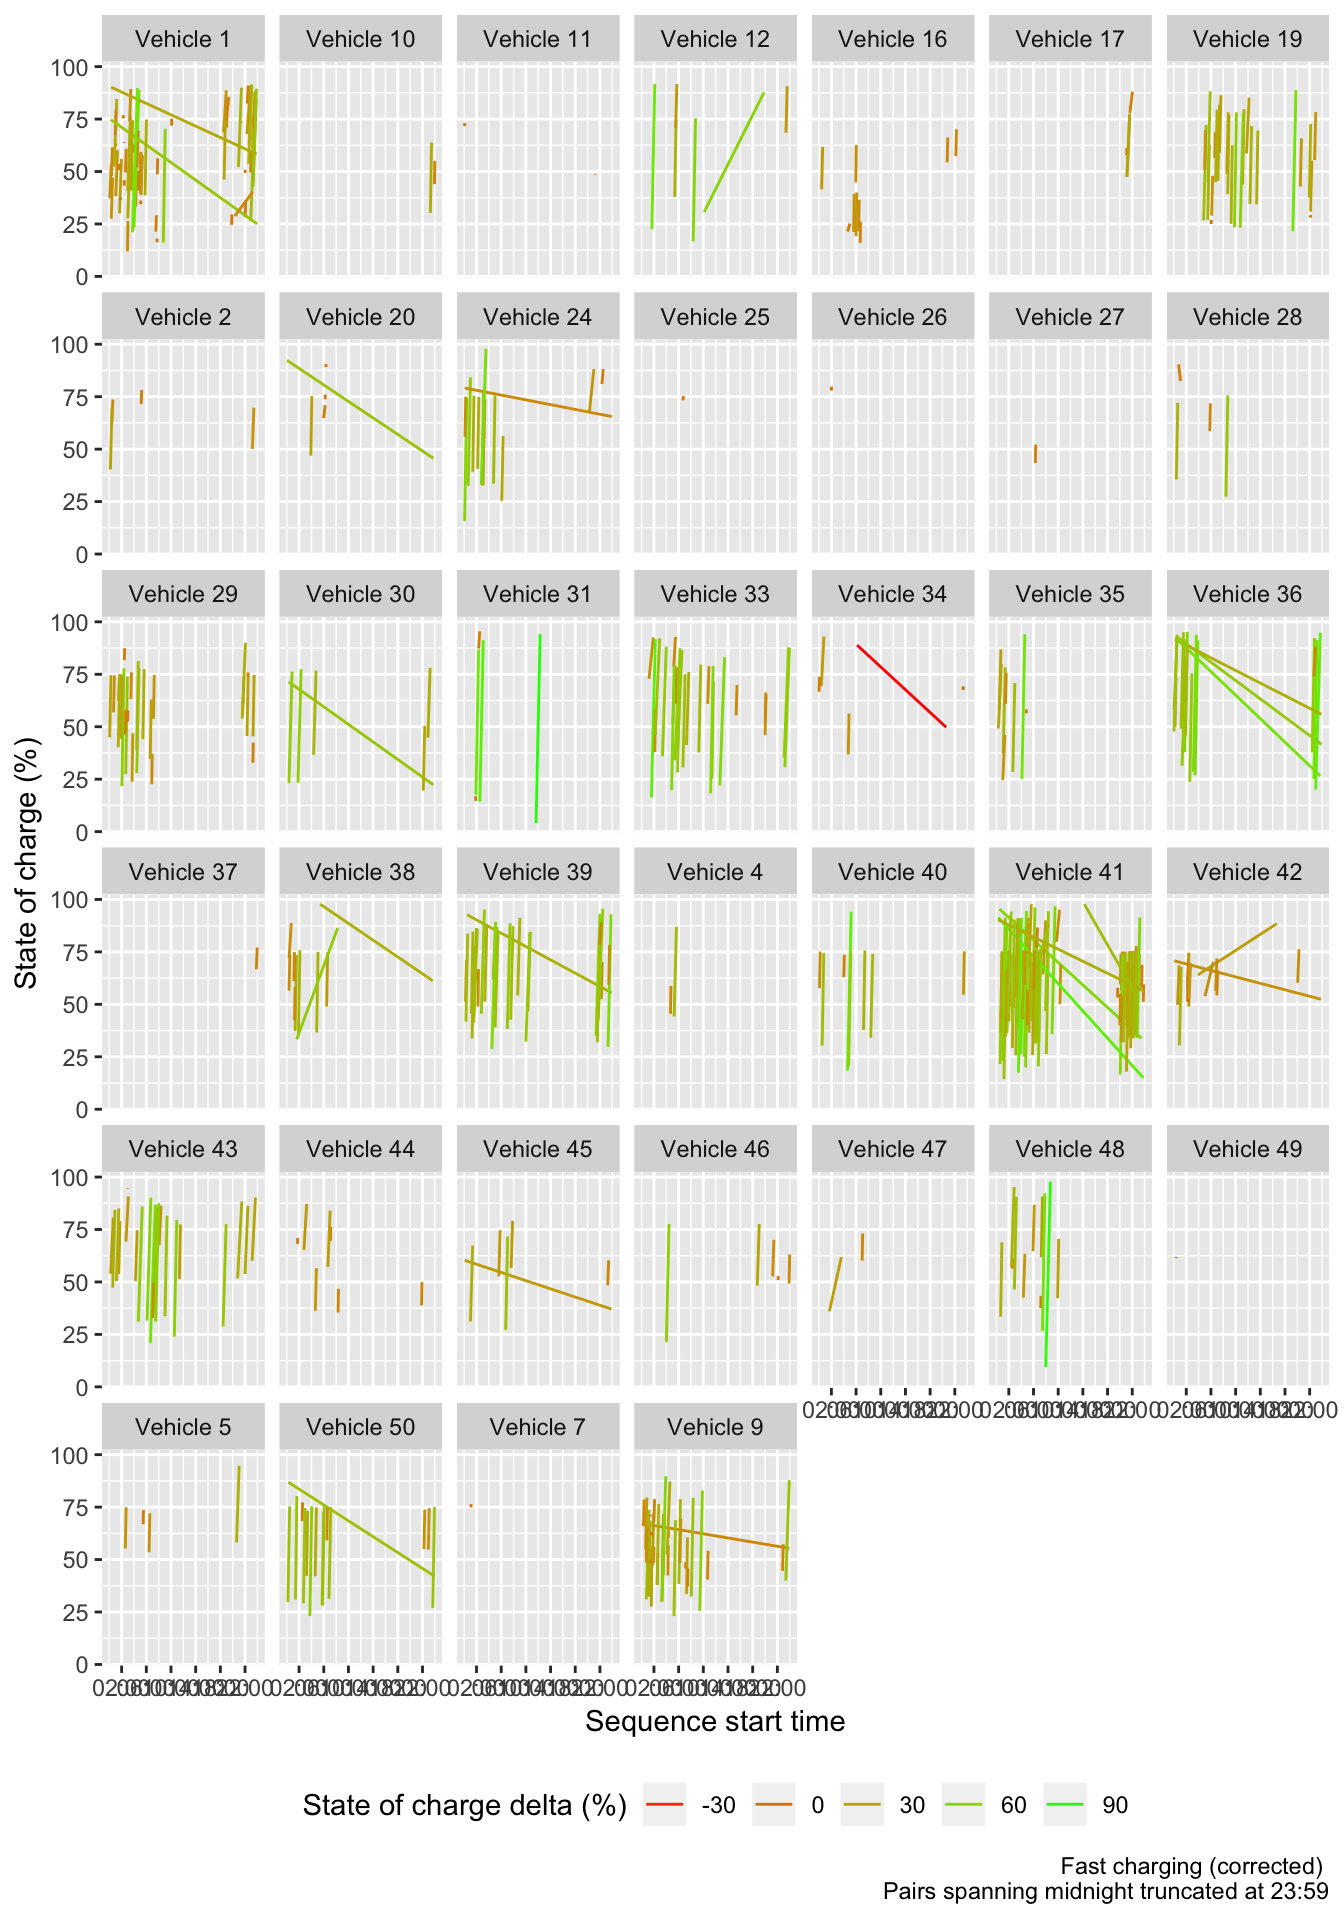 Vehicle 1 Vehicle 10 Vehicle 11 Vehicle 12 Vehicle 16 Vehicle 17 Vehicle 19
100
75
50
25
0
Vehicle 2 Vehicle 20 Vehicle 24 Vehicle 25 Vehicle 26 Vehicle 27 Vehicle 28
100
75
50
25
0
Vehicle 29 Vehicle 30 Vehicle 31 Vehicle 33 Vehicle 34 Vehicle 35 Vehicle 36
100
75
50
25
0
State of charge (%)
Vehicle 37 Vehicle 38 Vehicle 39 Vehicle 4 Vehicle 40 Vehicle 41 Vehicle 42
100
75
50
25
0
Vehicle 43 Vehicle 44 Vehicle 45 Vehicle 46 Vehicle 47 Vehicle 48 Vehicle 49
100
75
50
25
0
Vehicle 5 Vehicle 50 Vehicle 7 Vehicle 9
100
75
50
25
0
Sequence start time
State of charge delta (%) -30 0 30 60 90
Fast charging (corrected)
Pairs spanning midnight truncated at 23:59